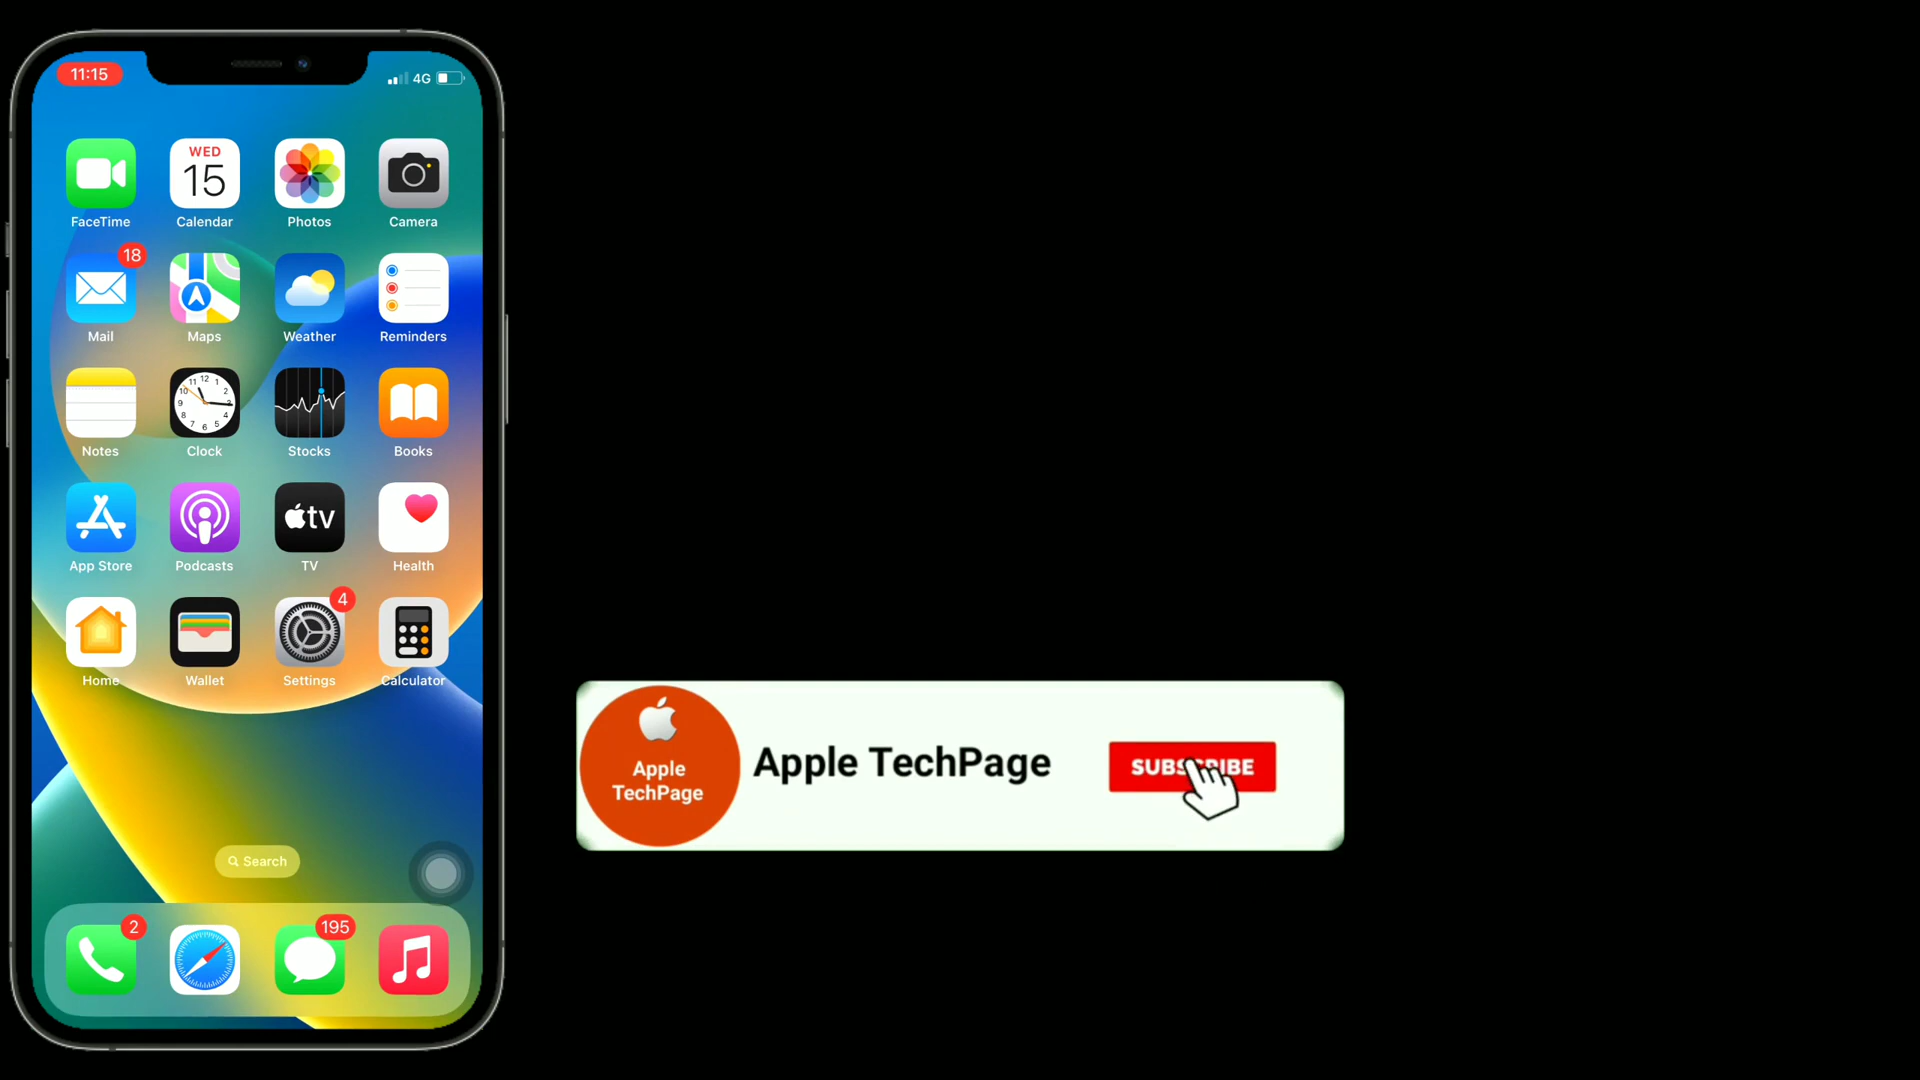 11:15
4G
WED
15
FaceTime
Calendar
Photos
Camera
18
Mail
Maps
Weather
Reminders
Notes
Clock
Stocks
Books
tv
App Store
Podcasts
TV
Health
4
Home
Wallet
Settings
Calculator
Search
2
195
Apple
TechPage
Apple TechPage
SUBSCRIBE